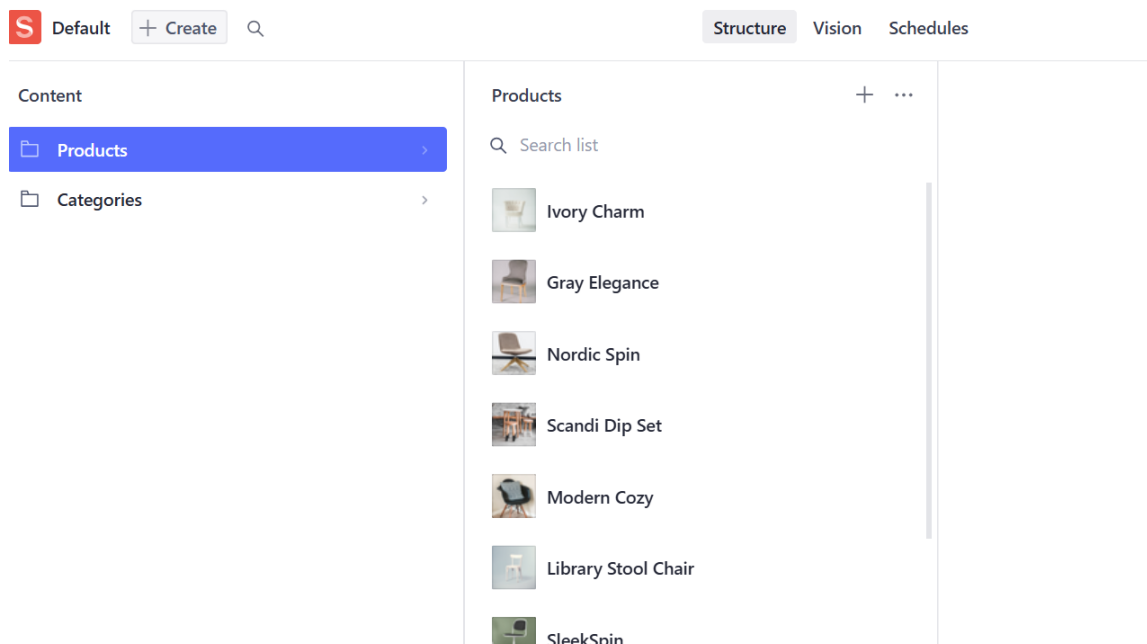 S Default + Create
Structure Vision Schedules
Content
Products
Categories
Products
Search list
Ivory Charm
Gray Elegance
Nordic Spin
Scandi Dip Set
Modern Cozy
Library Stool Chair
SleekSpin